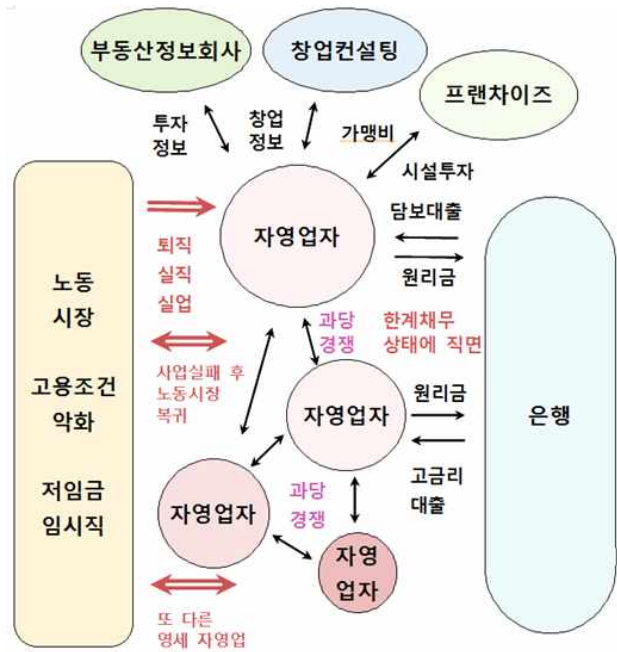 부동산정보회사
창업컨설팅
프랜차이즈
투자
정보
창업
정보
가맹비
시설투자
자영업자
담보대출
원리금
퇴직
실직
실업
노동
시장
고용조건
악화
저임금
임시직
과당
경쟁
한계채무
상태에 직면
사업실패 후
노동시장
복귀
자영업자
원리금
고금리
대출
은행
자영업자
과당
경쟁
자영
업자
또 다른
영세 자영업